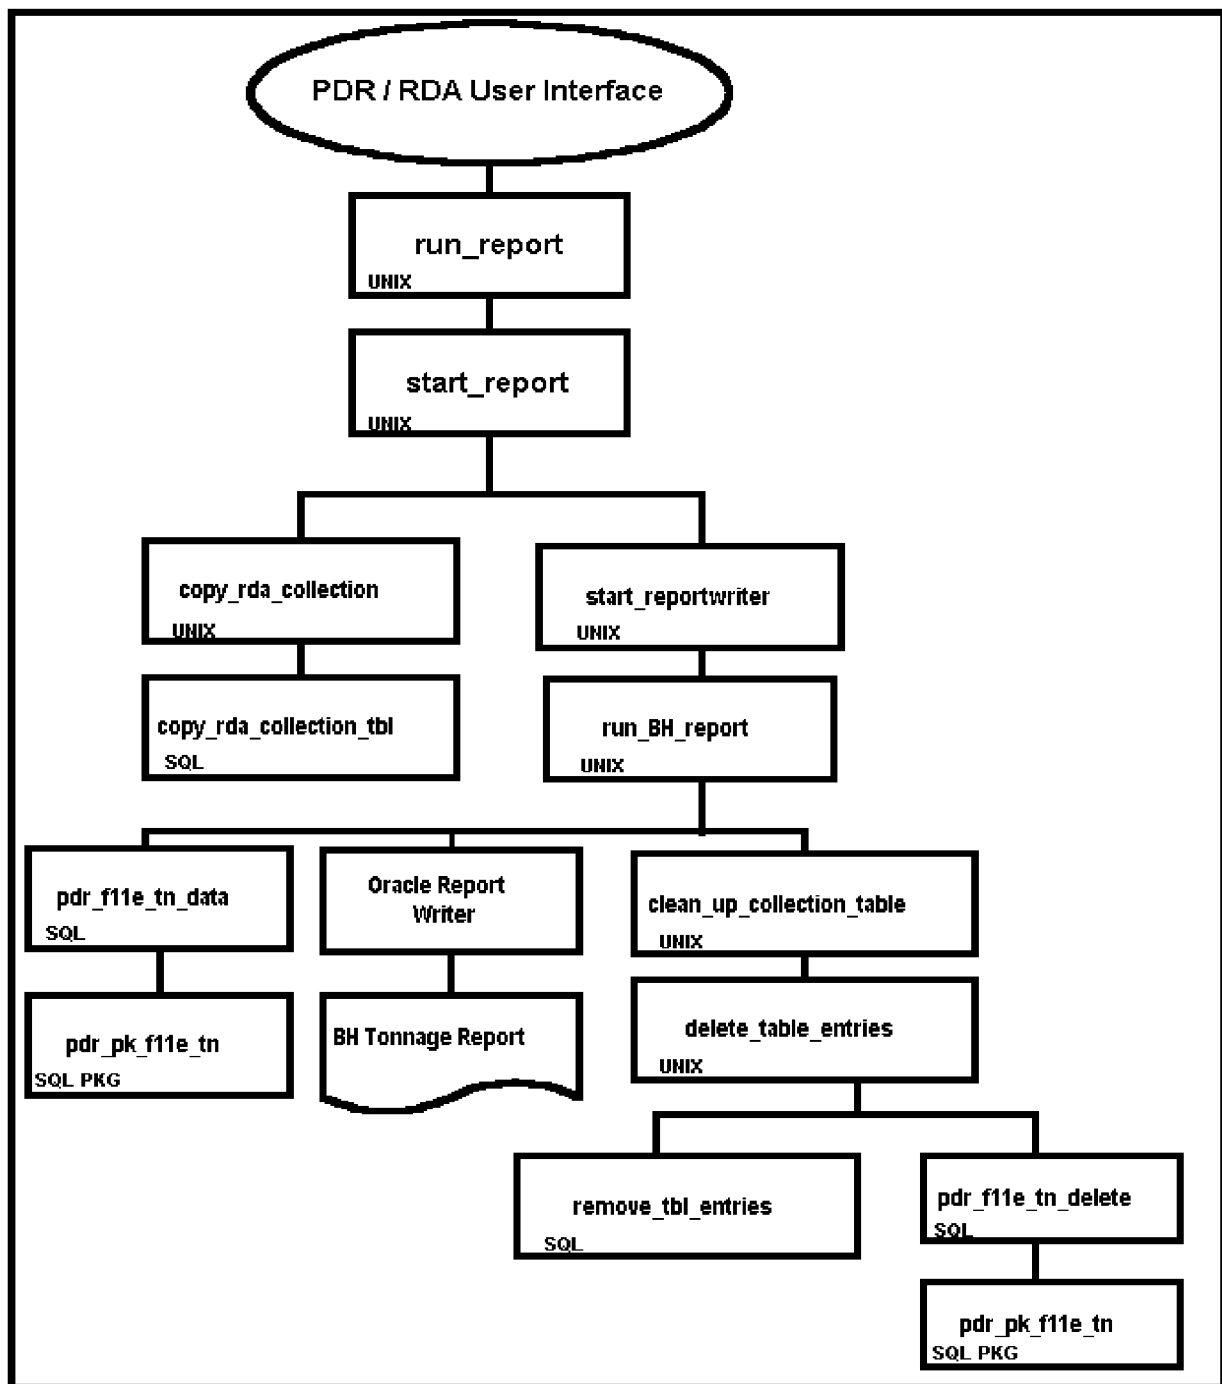 PDR / RDA User Interface
run_report
UNIX
start_report
UNIX
copy_rda_collection
UNIX
start_reportwriter
UNIX
copy_rda_collection_tbl
SQL
run_BH_report
UNIX
pdr_f11e_tn_data
SQL
Oracle Report
Writer
clean_up_collection_table
UNIX
pdr_pk_f11e_tn
SQL PKG
BH Tonnage Report
delete_table_entries
UNIX
remove_tbl_entries
SQL
pdr_f11e_tn_delete
SQL
pdr_pk_f11e_tn
SQL PKG